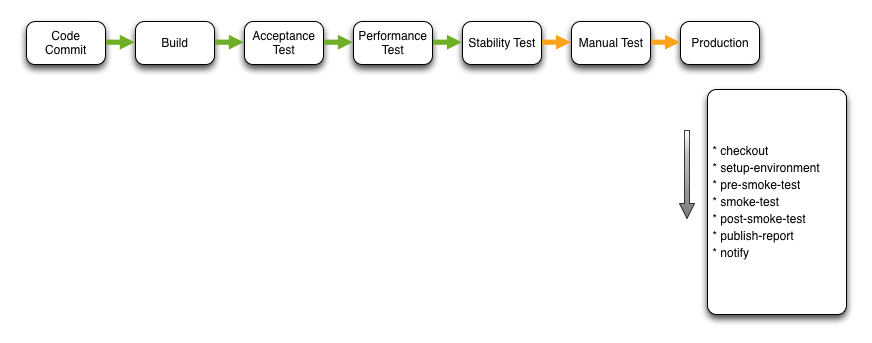 Code
Commit
Build
Acceptance
Test
Performance
Test
Stability Test
Manual Test
Production
* checkout
* setup-environment
* pre-smoke-test
* smoke-test
* post-smoke-test
* publish-report
* notify